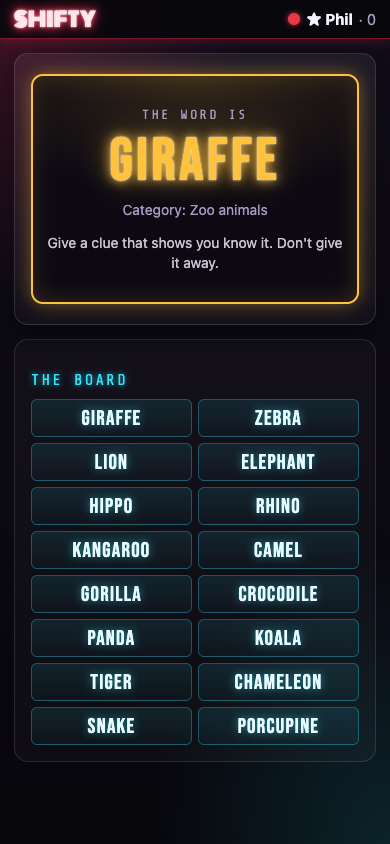 SHIFTY
★ Phil · 0
THE WORD IS
GIRAFFE
Category: Zoo animals
Give a clue that shows you know it. Don't give
it away.
THE BOARD
GIRAFFE ZEBRA
LION ELEPHANT
HIPPO RHINO
KANGAROO CAMEL
GORILLA CROCODILE
PANDA KOALA
TIGER CHAMELEON
SNAKE PORCUPINE